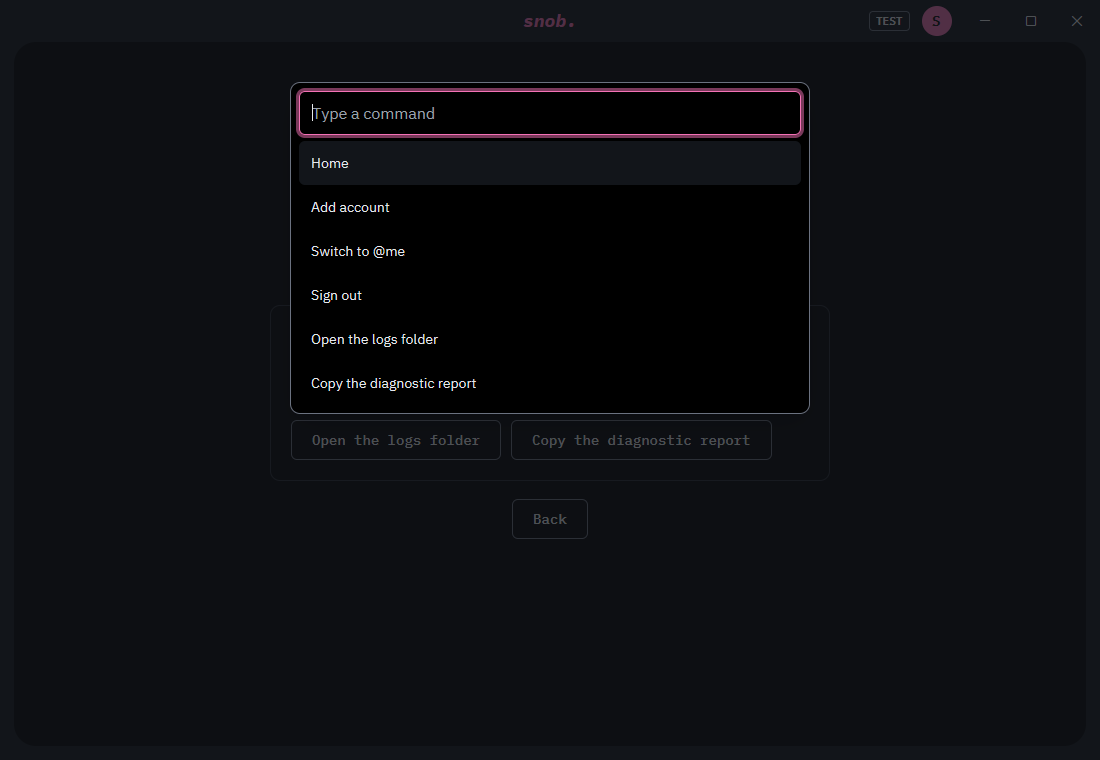 snob.
TEST
S
Type a command
Home
Add account
Switch to @me
Sign out
Open the logs folder
Copy the diagnostic report
Open the logs folder
Copy the diagnostic report
Back